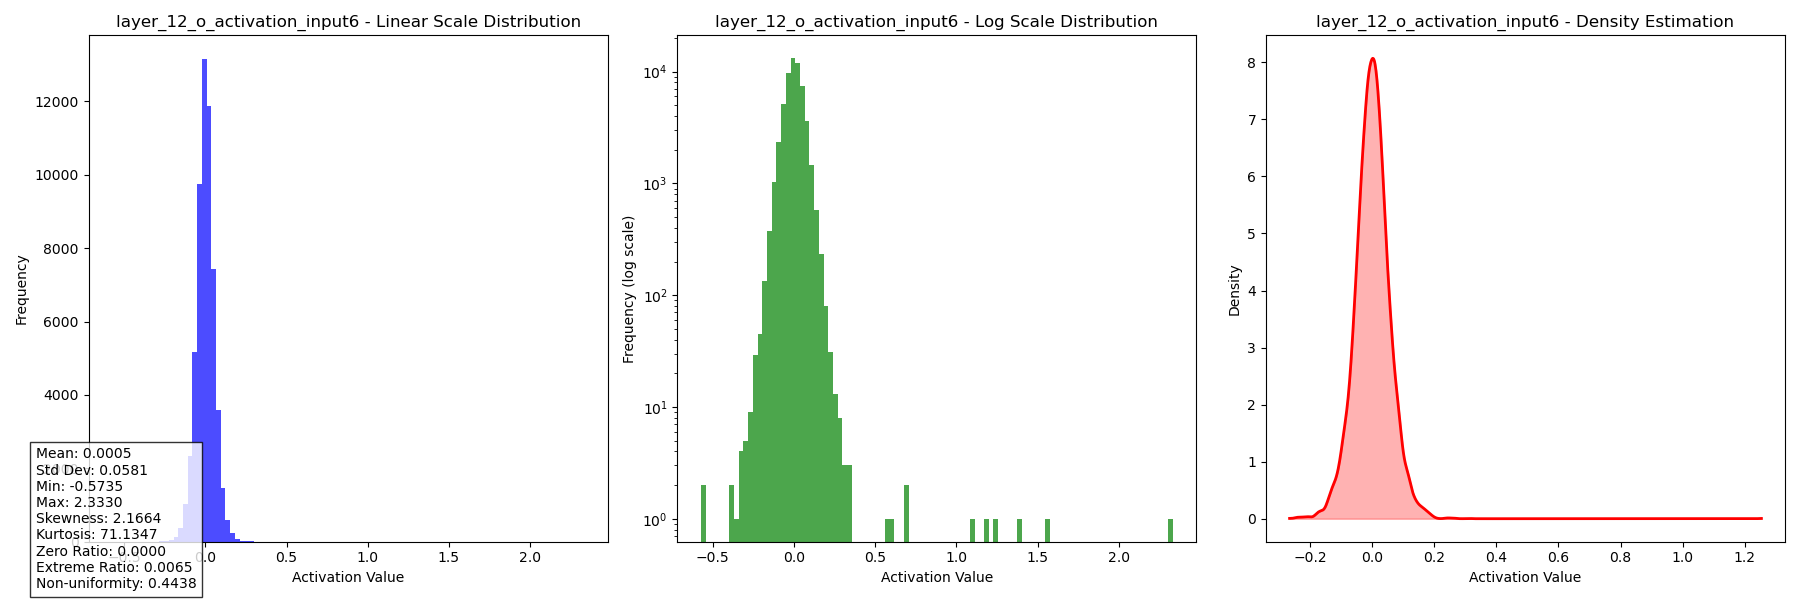 layer_12_o_activation_input6 - Linear Scale Distribution
12000
10000
8000
6000
4000
Frequency
0.5
1.0
1.5
2.0
Activation Value
Mean: 0.0005
Std Dev: 0.0581
Min: -0.5735
Max: 2.3330
Skewness: 2.1664
Kurtosis: 71.1347
Zero Ratio: 0.0000
Extreme Ratio: 0.0065
Non-uniformity: 0.4438
layer_12_o_activation_input6 - Log Scale Distribution
10⁴
10³
10²
10¹
10⁰
Frequency (log scale)
−0.5
0.0
0.5
1.0
1.5
2.0
Activation Value
layer_12_o_activation_input6 - Density Estimation
8
7
6
5
4
3
2
1
0
Density
−0.2
0.0
0.2
0.4
0.6
0.8
1.0
1.2
Activation Value